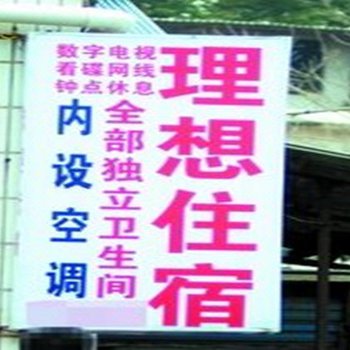 理想住宿
数字电视
看碟网线
钟点休息
全部独立卫生间
内设空调